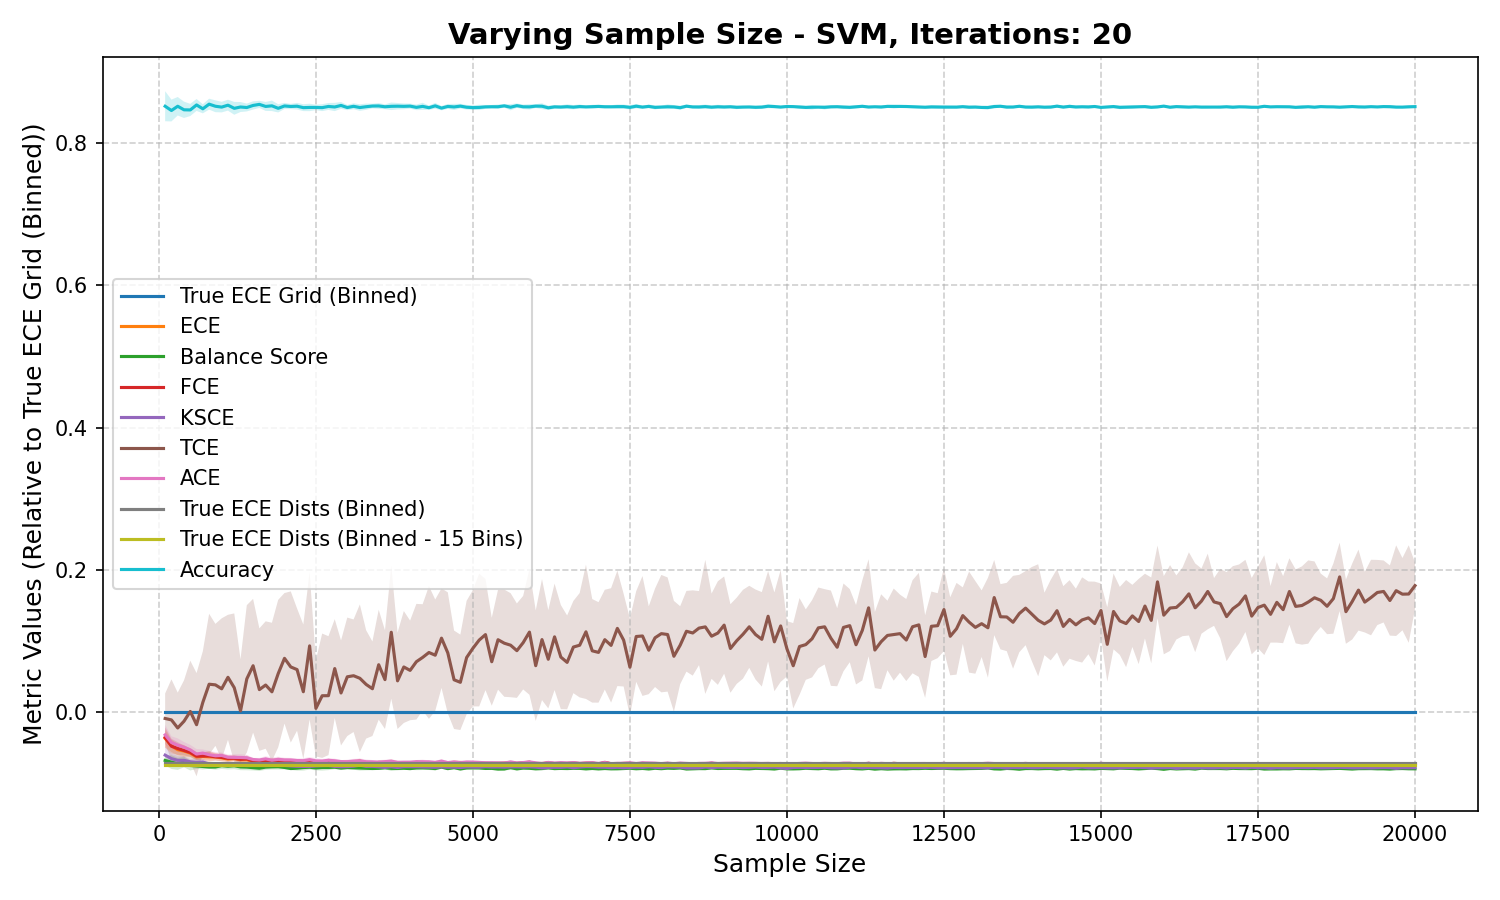 Varying Sample Size - SVM, Iterations: 20
Metric Values (Relative to True ECE Grid (Binned))
0.8
0.6
0.4
0.2
0.0
True ECE Grid (Binned)
ECE
Balance Score
FCE
KSCE
TCE
ACE
True ECE Dists (Binned)
True ECE Dists (Binned - 15 Bins)
Accuracy
0 2500 5000 7500 10000 12500 15000 17500 20000
Sample Size